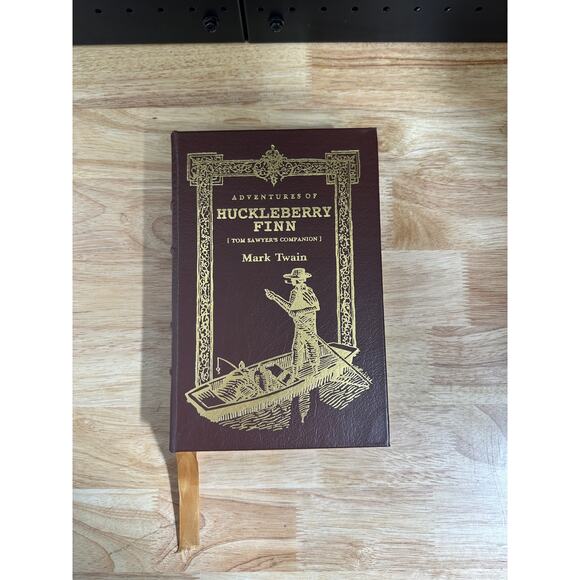 ADVENTURES OF
HUCKLEBERRY
FINN
[ TOM SAWYER'S COMPANION ]
Mark Twain